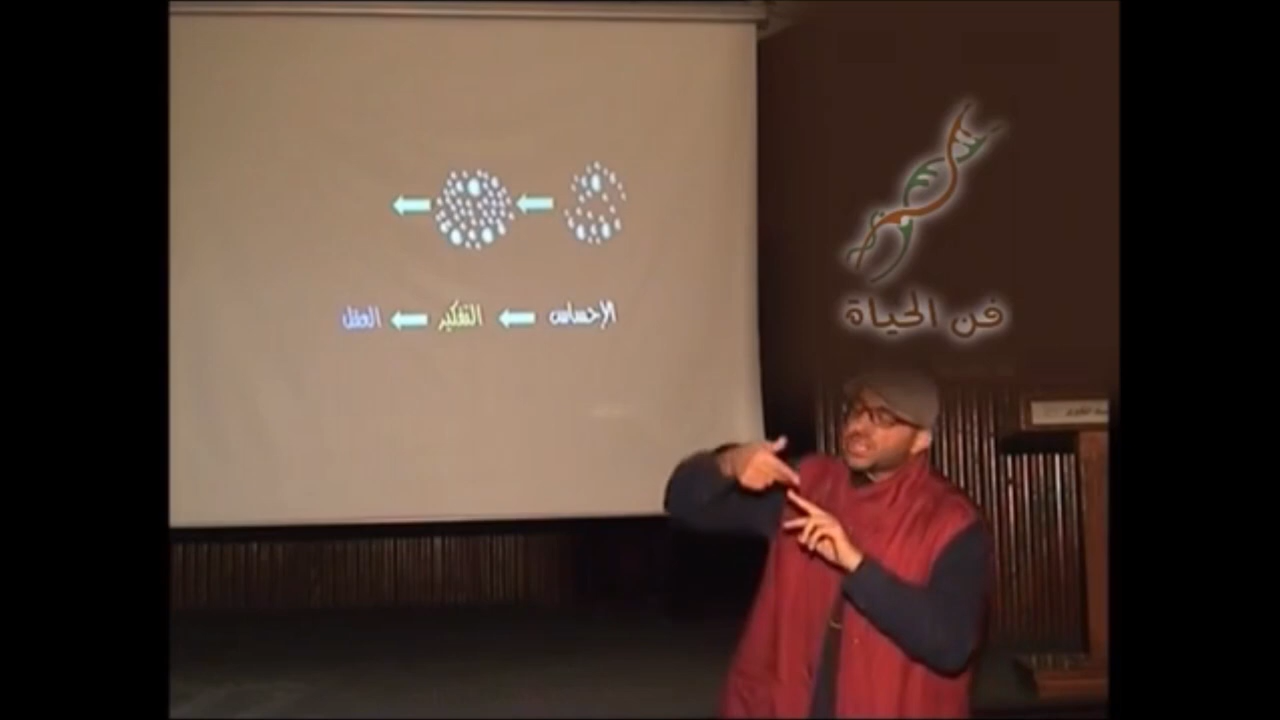 الإحساس ← التفكير ← العقل
فن الحياة